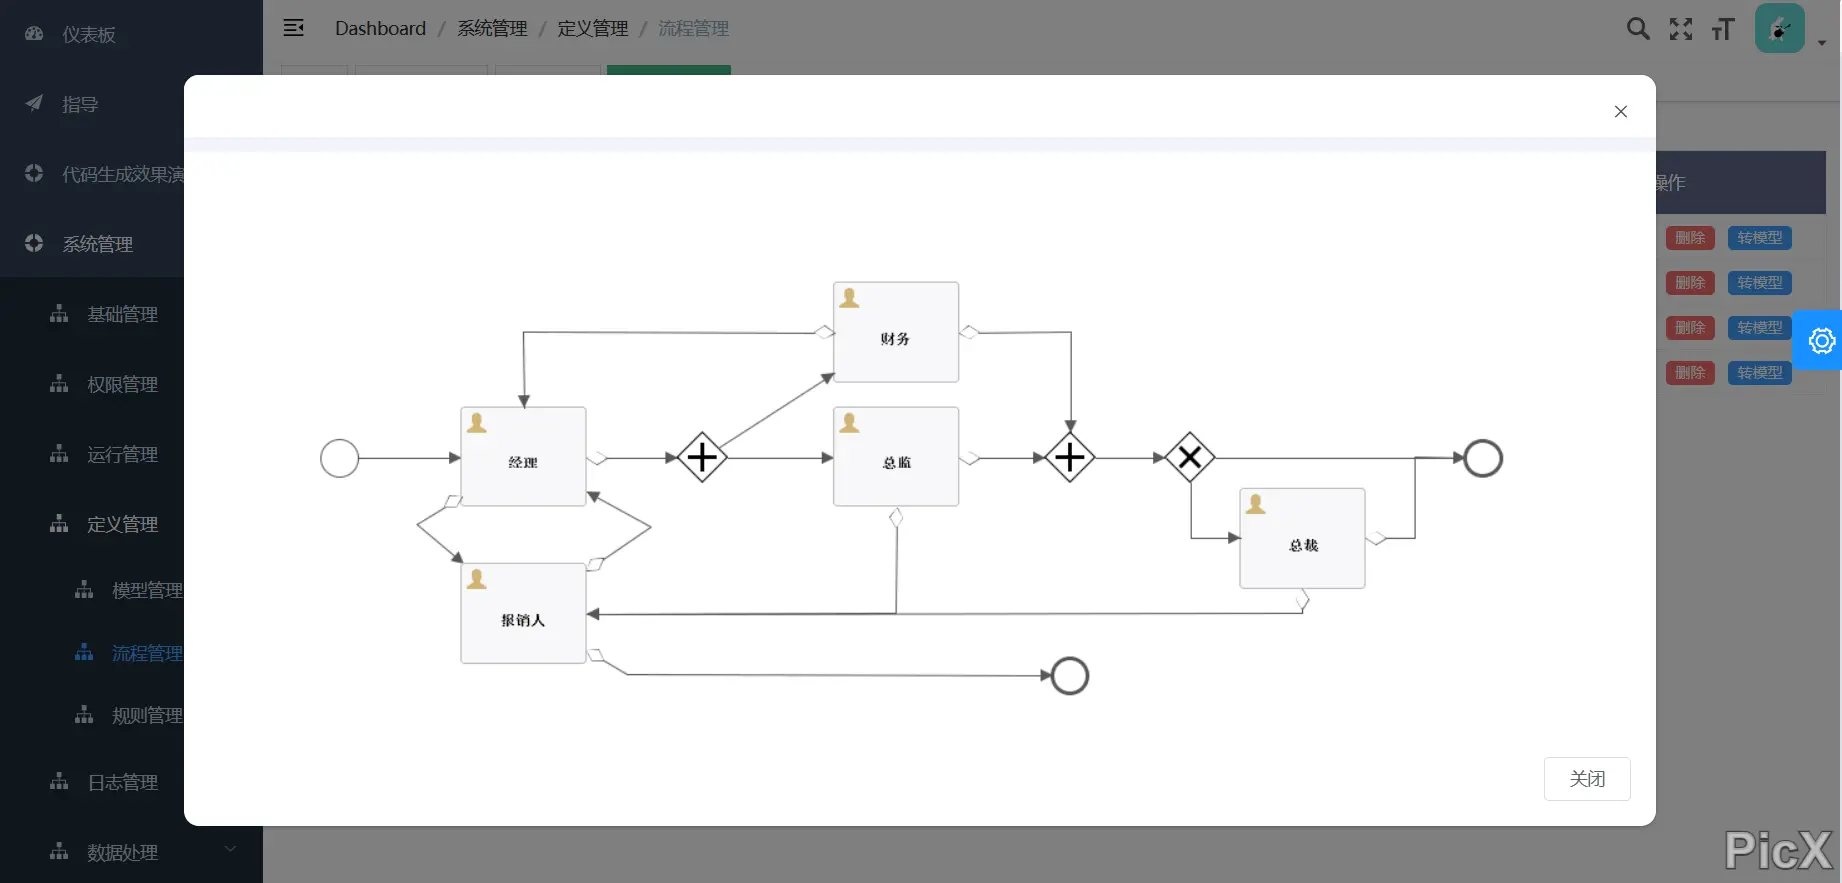 仪表板
Dashboard / 系统管理 / 定义管理 / 流程管理
指导
代码生成效果演
系统管理
基础管理
权限管理
运行管理
定义管理
模型管理
流程管理
规则管理
日志管理
数据处理
操作
删除 转模型
删除 转模型
删除 转模型
删除 转模型
财务
经理
总监
总裁
报销人
关闭
PicX